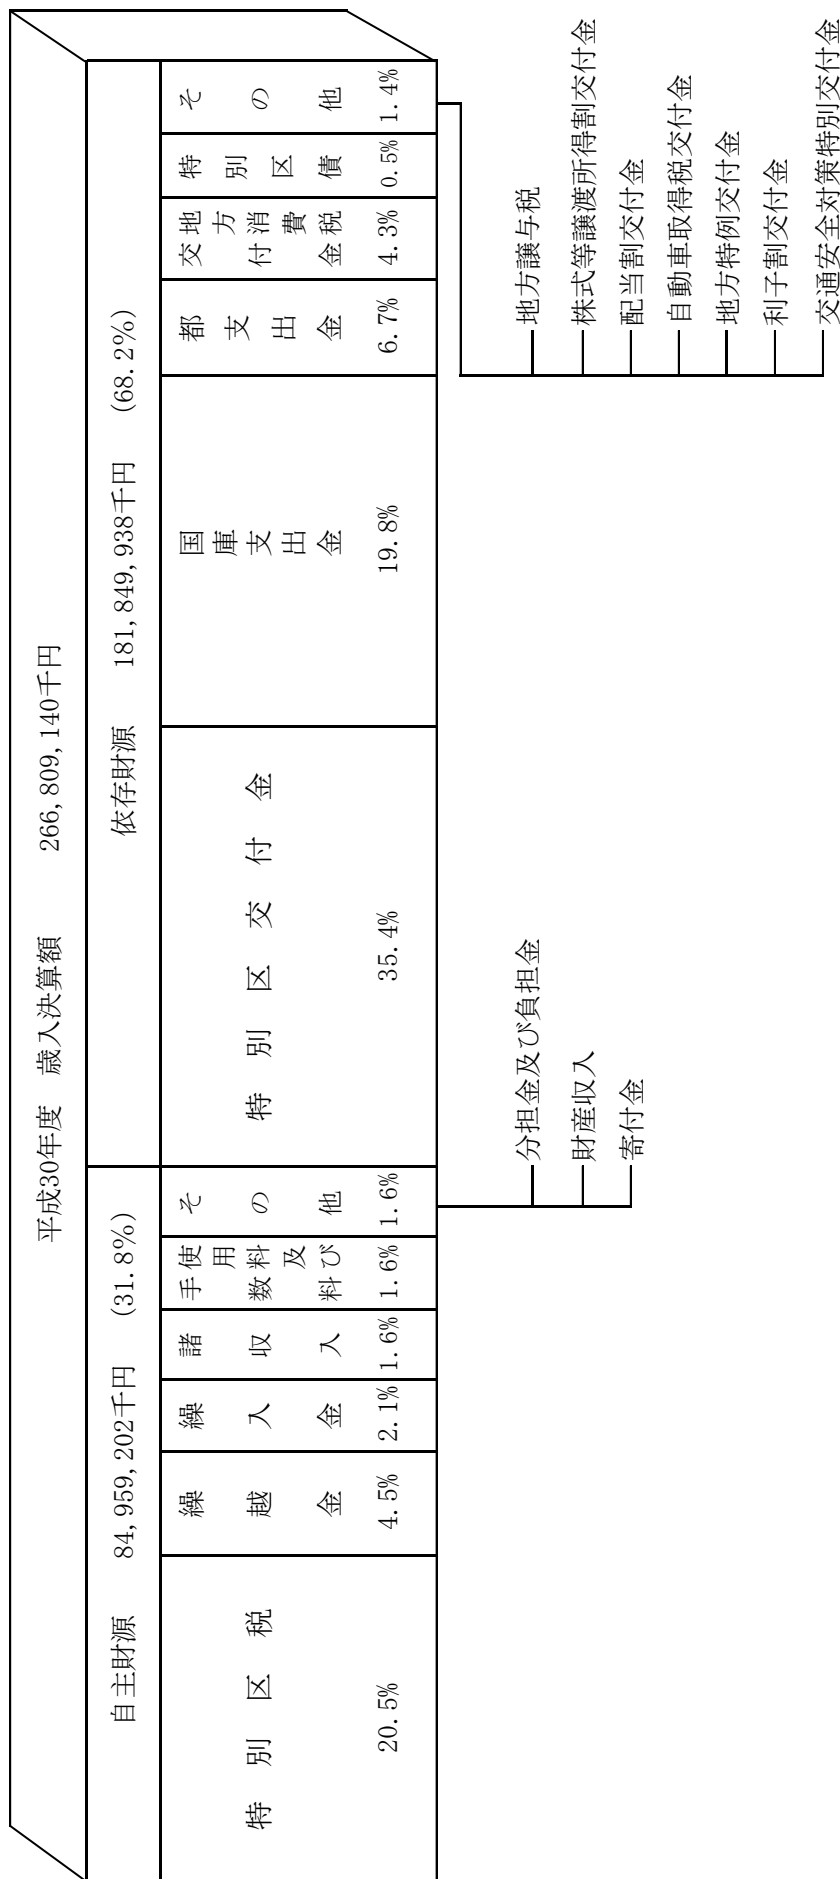 平成30年度 歳入決算額 266,809,140千円
自主財源 84,959,202千円 (31.8%)
依存財源 181,849,938千円 (68.2%)
特別区税
20.5%
繰越金
4.5%
繰入金
2.1%
諸収入
1.6%
使用料及び
手数料
1.6%
その他
1.6%
特別区交付金
35.4%
国庫支出金
19.8%
都支出金
6.7%
地方消費税
交付金
4.3%
特別区債
0.5%
その他
1.4%
分担金及び負担金
財産収入
寄付金
地方譲与税
株式等譲渡所得割交付金
配当割交付金
自動車取得税交付金
地方特例交付金
利子割交付金
交通安全対策特別交付金